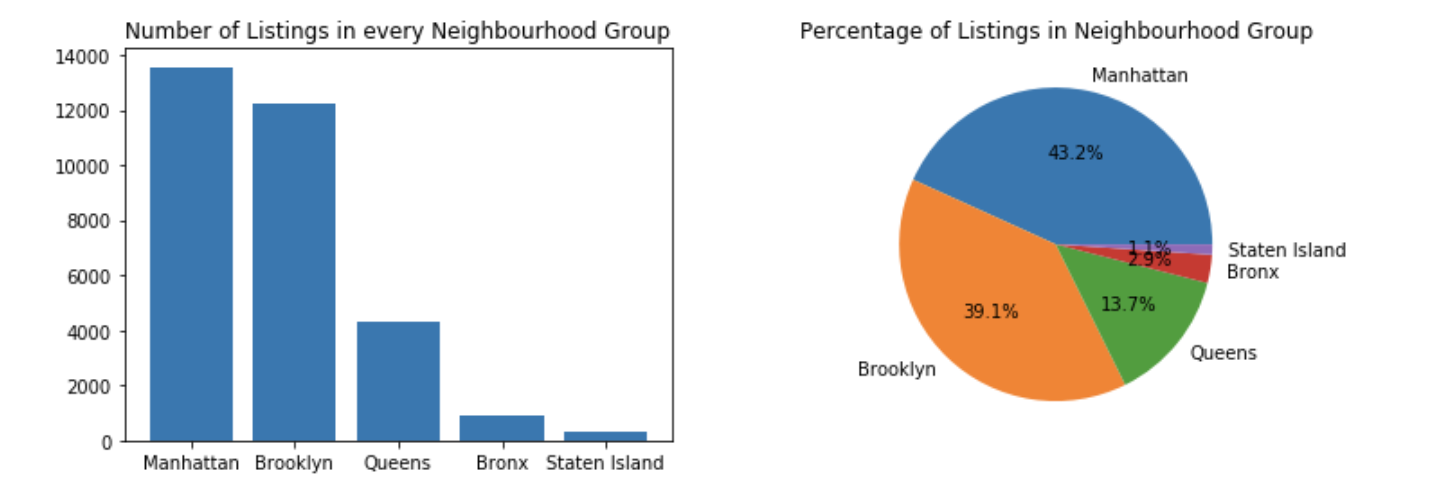 Number of Listings in every Neighbourhood Group
14000
12000
10000
8000
6000
4000
2000
0
Manhattan Brooklyn Queens Bronx Staten Island
Percentage of Listings in Neighbourhood Group
Manhattan
43.2%
1.1%
Staten Island
2.9%
Bronx
13.7%
39.1%
Queens
Brooklyn